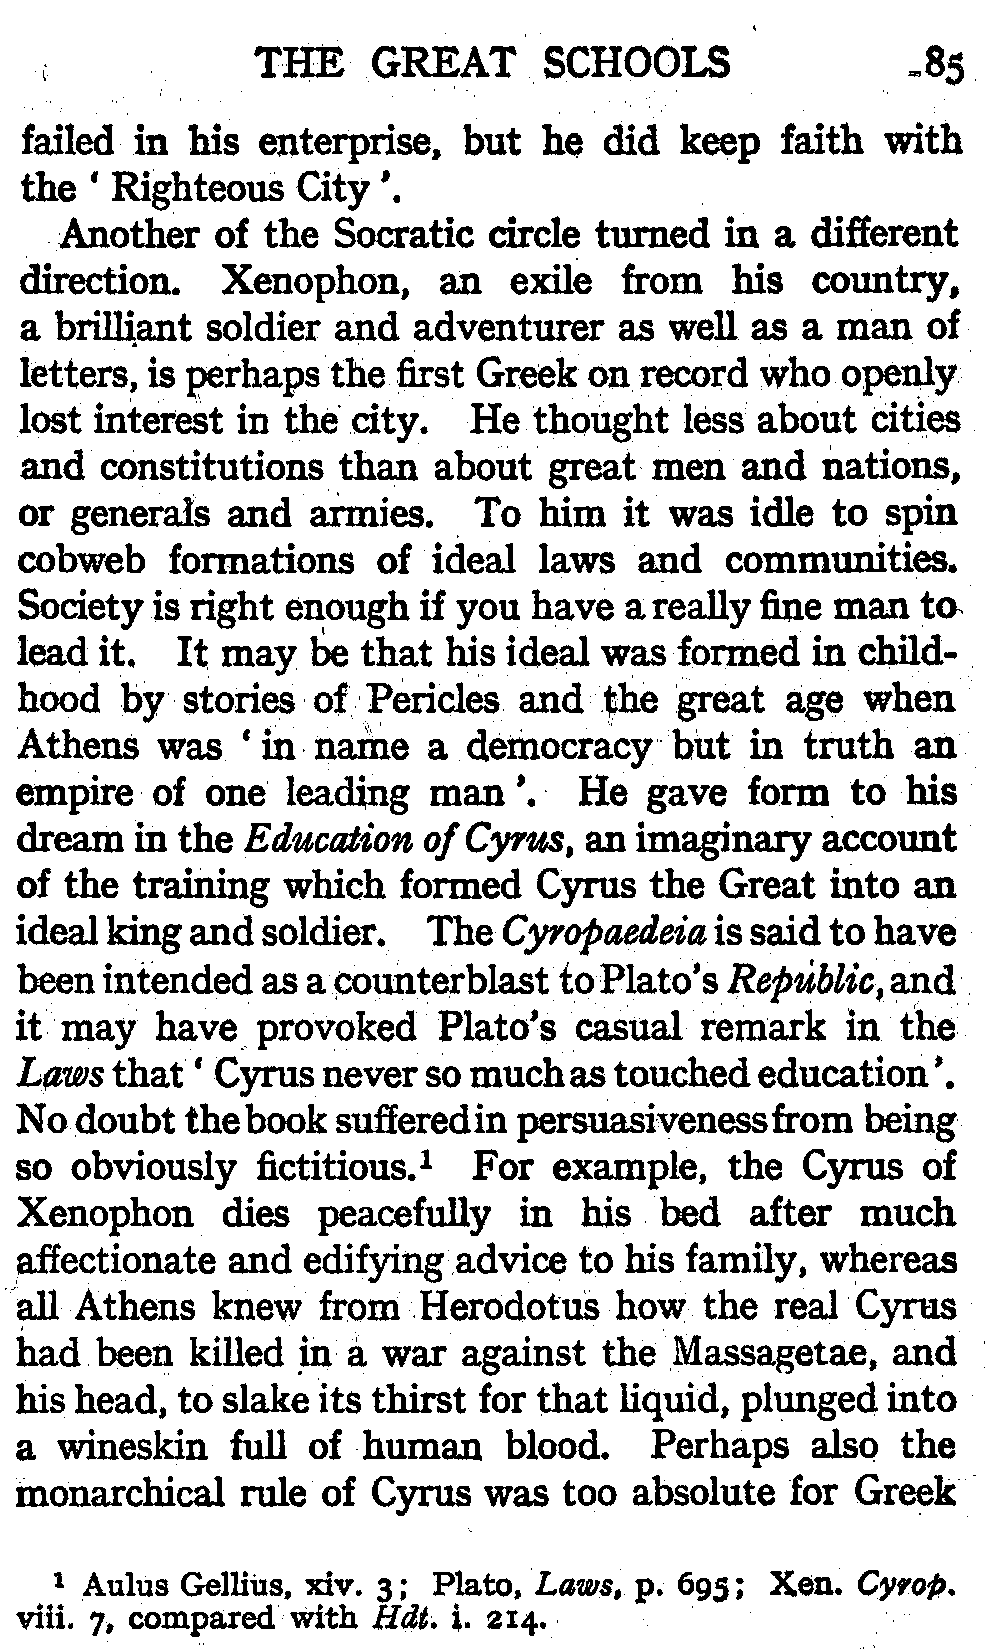 THE GREAT SCHOOLS 85
failed in his enterprise, but he did keep faith with
the ‘ Righteous City ’.
Another of the Socratic circle turned in a different
direction. Xenophon, an exile from his country,
a brilliant soldier and adventurer as well as a man of
letters, is perhaps the first Greek on record who openly
lost interest in the city. He thought less about cities
and constitutions than about great men and nations,
or generals and armies. To him it was idle to spin
cobweb formations of ideal laws and communities.
Society is right enough if you have a really fine man to
lead it. It may be that his ideal was formed in child-
hood by stories of Pericles and the great age when
Athens was ‘ in name a democracy but in truth an
empire of one leading man ’. He gave form to his
dream in the Education of Cyrus, an imaginary account
of the training which formed Cyrus the Great into an
ideal king and soldier. The Cyropaedeia is said to have
been intended as a counterblast to Plato’s Republic, and
it may have provoked Plato’s casual remark in the
Laws that ‘ Cyrus never so much as touched education ’.
No doubt the book suffered in persuasiveness from being
so obviously fictitious.¹ For example, the Cyrus of
Xenophon dies peacefully in his bed after much
affectionate and edifying advice to his family, whereas
all Athens knew from Herodotus how the real Cyrus
had been killed in a war against the Massagetae, and
his head, to slake its thirst for that liquid, plunged into
a wineskin full of human blood. Perhaps also the
monarchical rule of Cyrus was too absolute for Greek
¹ Aulus Gellius, xiv. 3; Plato, Laws, p. 695; Xen. Cyrop.
viii. 7, compared with Hdt. i. 214.